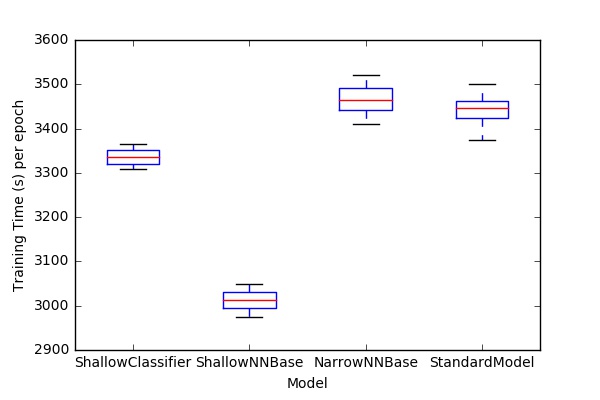 3600
3500
3400
3300
3200
3100
3000
2900
Training Time (s) per epoch
ShallowClassifier ShallowNNBase NarrowNNBase StandardModel
Model